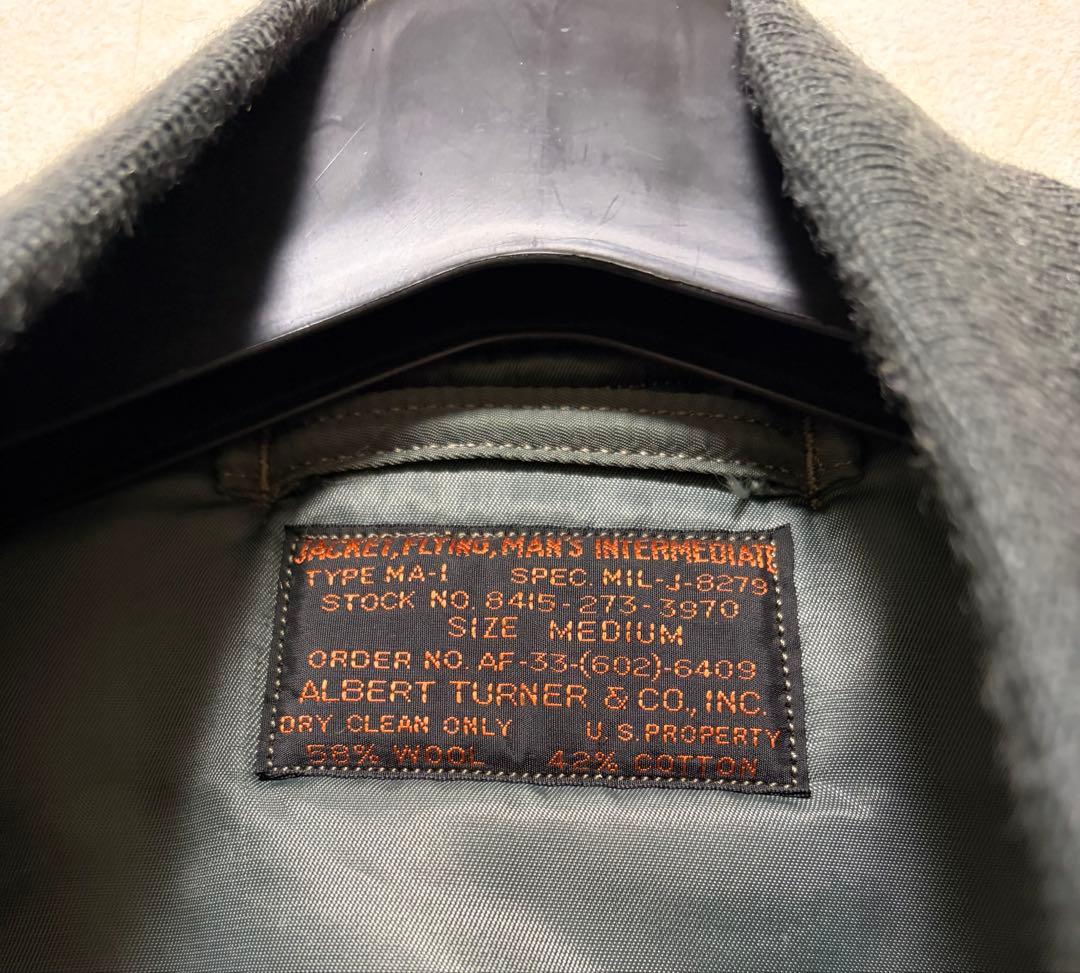 JACKET, FLYING, MAN'S INTERMEDIATE
TYPE MA-1 SPEC. MIL-J-8279
STOCK NO. 8415-273-3970
SIZE MEDIUM
ORDER NO. AF-33-(602)-6409
ALBERT TURNER & CO., INC.
DRY CLEAN ONLY U.S. PROPERTY
58% WOOL 42% COTTON